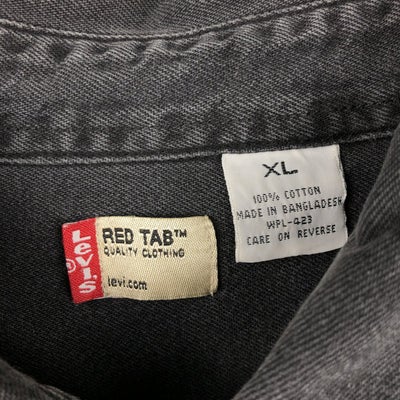 Levi's®
RED TAB™
QUALITY CLOTHING
levi.com
XL
100% COTTON
MADE IN BANGLADESH
WPL-423
CARE ON REVERSE